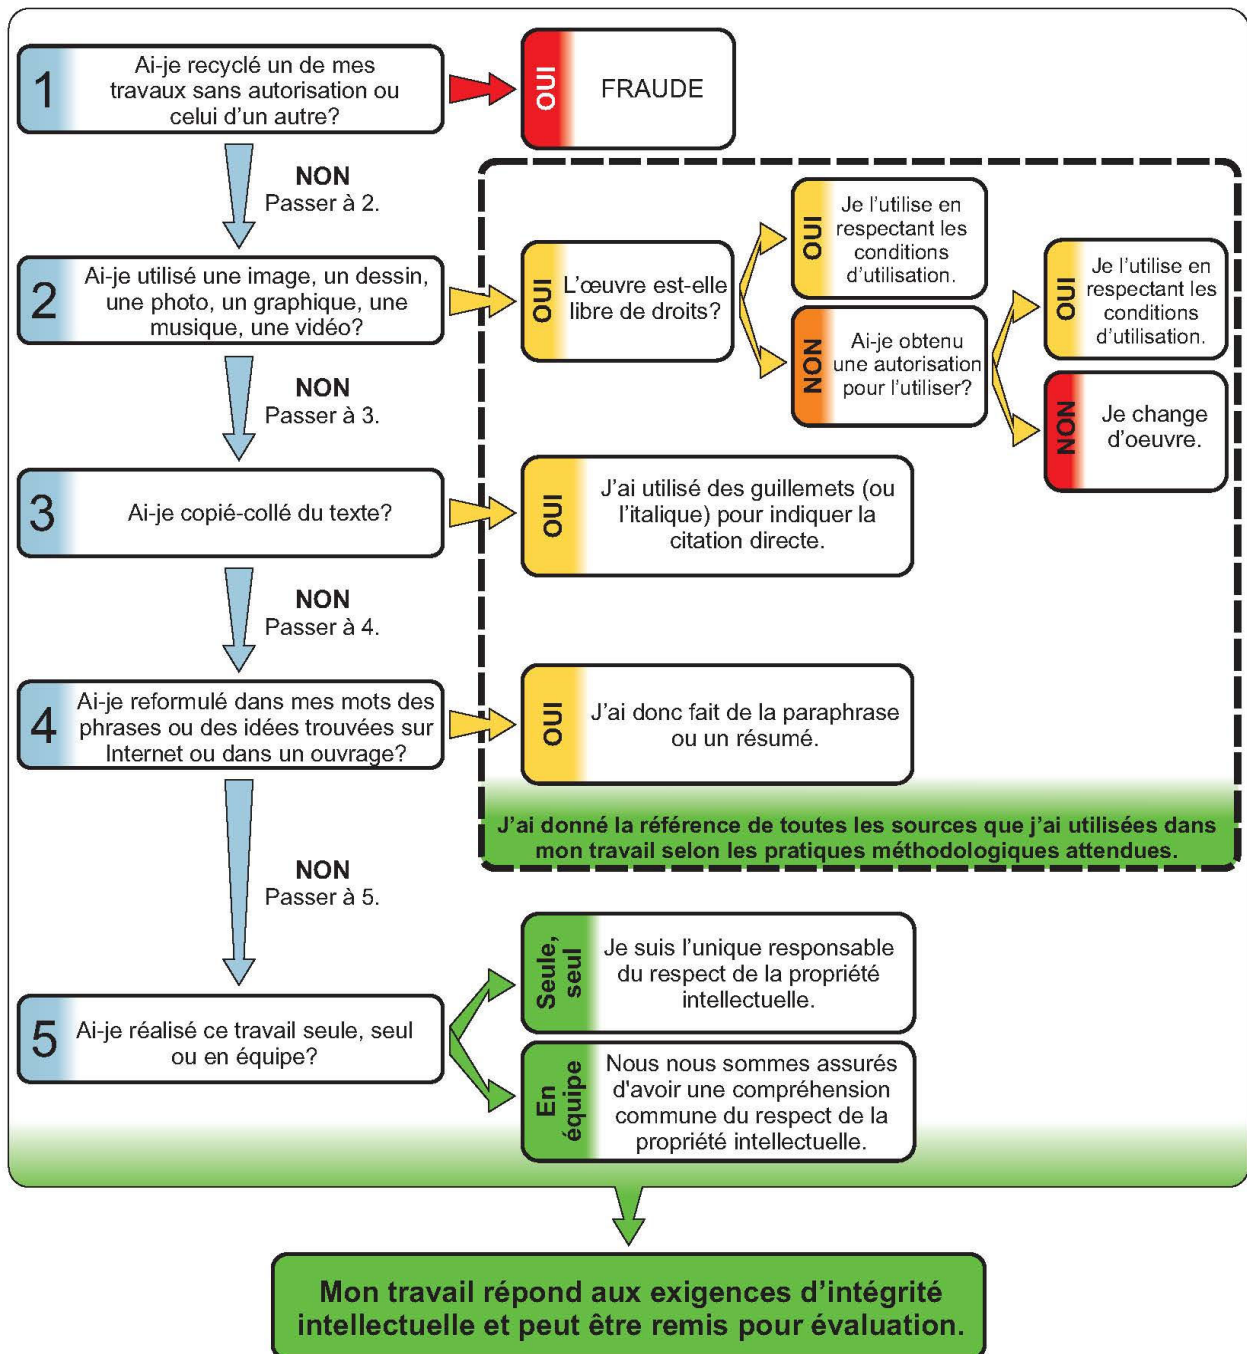 1
Ai-je recyclé un de mes
travaux sans autorisation ou
celui d'un autre?
OUI
FRAUDE
NON
Passer à 2.
2
Ai-je utilisé une image, un dessin,
une photo, un graphique, une
musique, une vidéo?
OUI
L'œuvre est-elle
libre de droits?
OUI
Je l'utilise en
respectant les
conditions
d'utilisation.
NON
Ai-je obtenu
une autorisation
pour l'utiliser?
OUI
Je l'utilise en
respectant les
conditions
d'utilisation.
NON
Je change
d'oeuvre.
NON
Passer à 3.
3
Ai-je copié-collé du texte?
OUI
J'ai utilisé des guillemets (ou
l'italique) pour indiquer la
citation directe.
NON
Passer à 4.
4
Ai-je reformulé dans mes mots des
phrases ou des idées trouvées sur
Internet ou dans un ouvrage?
OUI
J'ai donc fait de la paraphrase
ou un résumé.
J'ai donné la référence de toutes les sources que j'ai utilisées dans
mon travail selon les pratiques méthodologiques attendues.
NON
Passer à 5.
5
Ai-je réalisé ce travail seule, seul
ou en équipe?
Seule,
seul
Je suis l'unique responsable
du respect de la propriété
intellectuelle.
En
équipe
Nous nous sommes assurés
d'avoir une compréhension
commune du respect de la
propriété intellectuelle.
Mon travail répond aux exigences d'intégrité
intellectuelle et peut être remis pour évaluation.